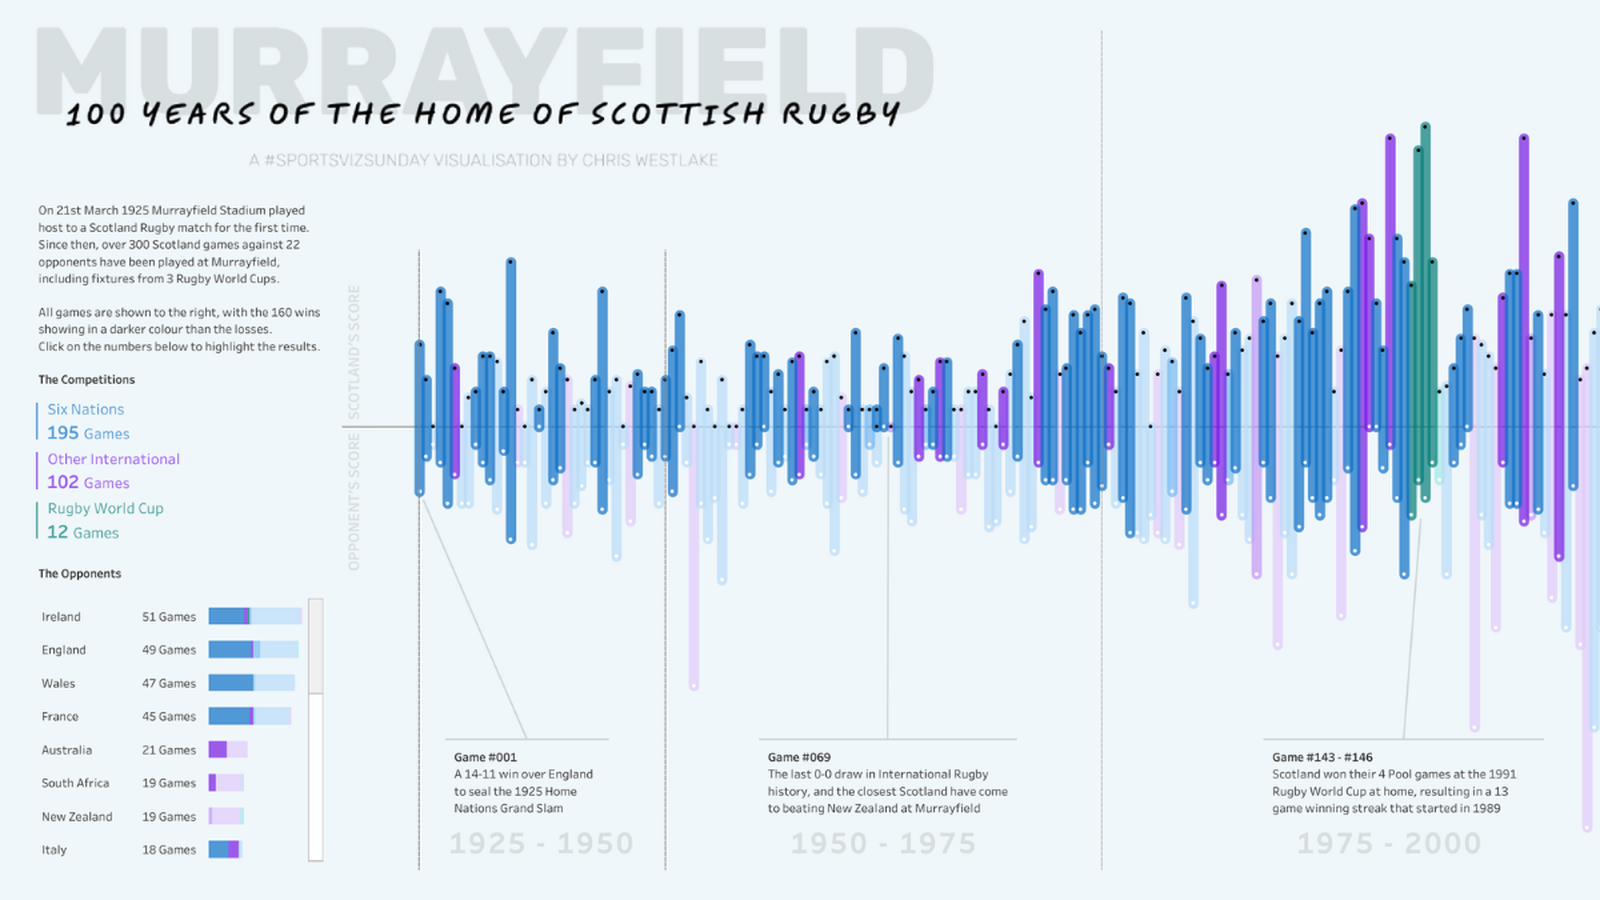 MURRAYFIELD
100 YEARS OF THE HOME OF SCOTTISH RUGBY
A #SPORTSVIZSUNDAY VISUALISATION BY CHRIS WESTLAKE
On 21st March 1925 Murrayfield Stadium played
host to a Scotland Rugby match for the first time.
Since then, over 300 Scotland games against 22
opponents have been played at Murrayfield,
including fixtures from 3 Rugby World Cups.
All games are shown to the right, with the 160 wins
showing in a darker colour than the losses.
Click on the numbers below to highlight the results.
The Competitions
Six Nations
195 Games
Other International
102 Games
Rugby World Cup
12 Games
The Opponents
Ireland 51 Games
England 49 Games
Wales 47 Games
France 45 Games
Australia 21 Games
South Africa 19 Games
New Zealand 19 Games
Italy 18 Games
SCOTLAND'S SCORE
OPPONENT'S SCORE
Game #001
A 14-11 win over England
to seal the 1925 Home
Nations Grand Slam
1925 - 1950
Game #069
The last 0-0 draw in International Rugby
history, and the closest Scotland have come
to beating New Zealand at Murrayfield
1950 - 1975
Game #143 - #146
Scotland won their 4 Pool games at the 1991
Rugby World Cup at home, resulting in a 13
game winning streak that started in 1989
1975 - 2000